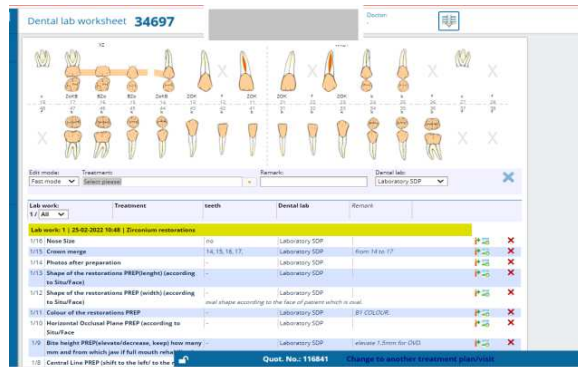 Dental lab worksheet 34697
Doctor:
-
Edit mode: Treatment: Remark: Dental lab:
Fast mode Select please Laboratory SDP
Lab work: Treatment teeth Dental lab Remark
1 / All
Lab work: 1 | 25-02-2022 10:48 | Zirconium restorations
1/16 Nose Size no Laboratory SDP
1/15 Crown merge 14, 15, 16, 17, Laboratory SDP from 14 to 17
1/14 Photos after preparation - Laboratory SDP
1/13 Shape of the restorations PREP(lenght) (according - Laboratory SDP
to Situ/Face)
1/12 Shape of the restorations PREP (width) (according - Laboratory SDP
to Situ/Face) oval shape according to the face of patient which is oval.
1/11 Colour of the restorations PREP - Laboratory SDP BY COLOUR
1/10 Horizontal Occlusal Plane PREP (according to - Laboratory SDP
Situ/Face
1/9 Bite height PREP(elevate/decrease, keep) how many - Laboratory SDP elevate 1.5mm for OVD.
mm and from which jaw if full mouth
1/8 Central Line PREP (shift to the left/ to the
Quot. No.: 116841 Change to another treatment plan/visit